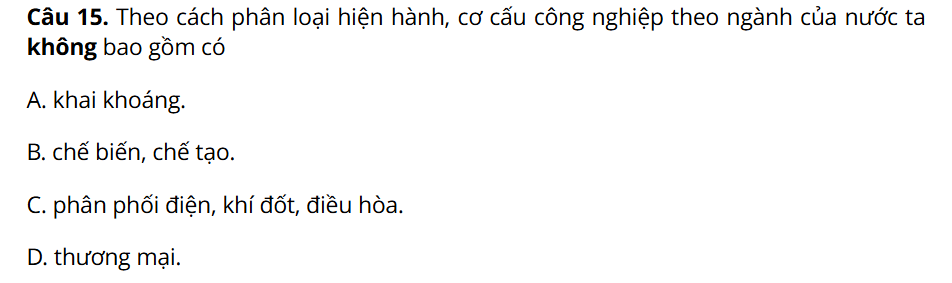 Câu 15. Theo cách phân loại hiện hành, cơ cấu công nghiệp theo ngành của nước ta
không bao gồm có
A. khai khoáng.
B. chế biến, chế tạo.
C. phân phối điện, khí đốt, điều hòa.
D. thương mại.